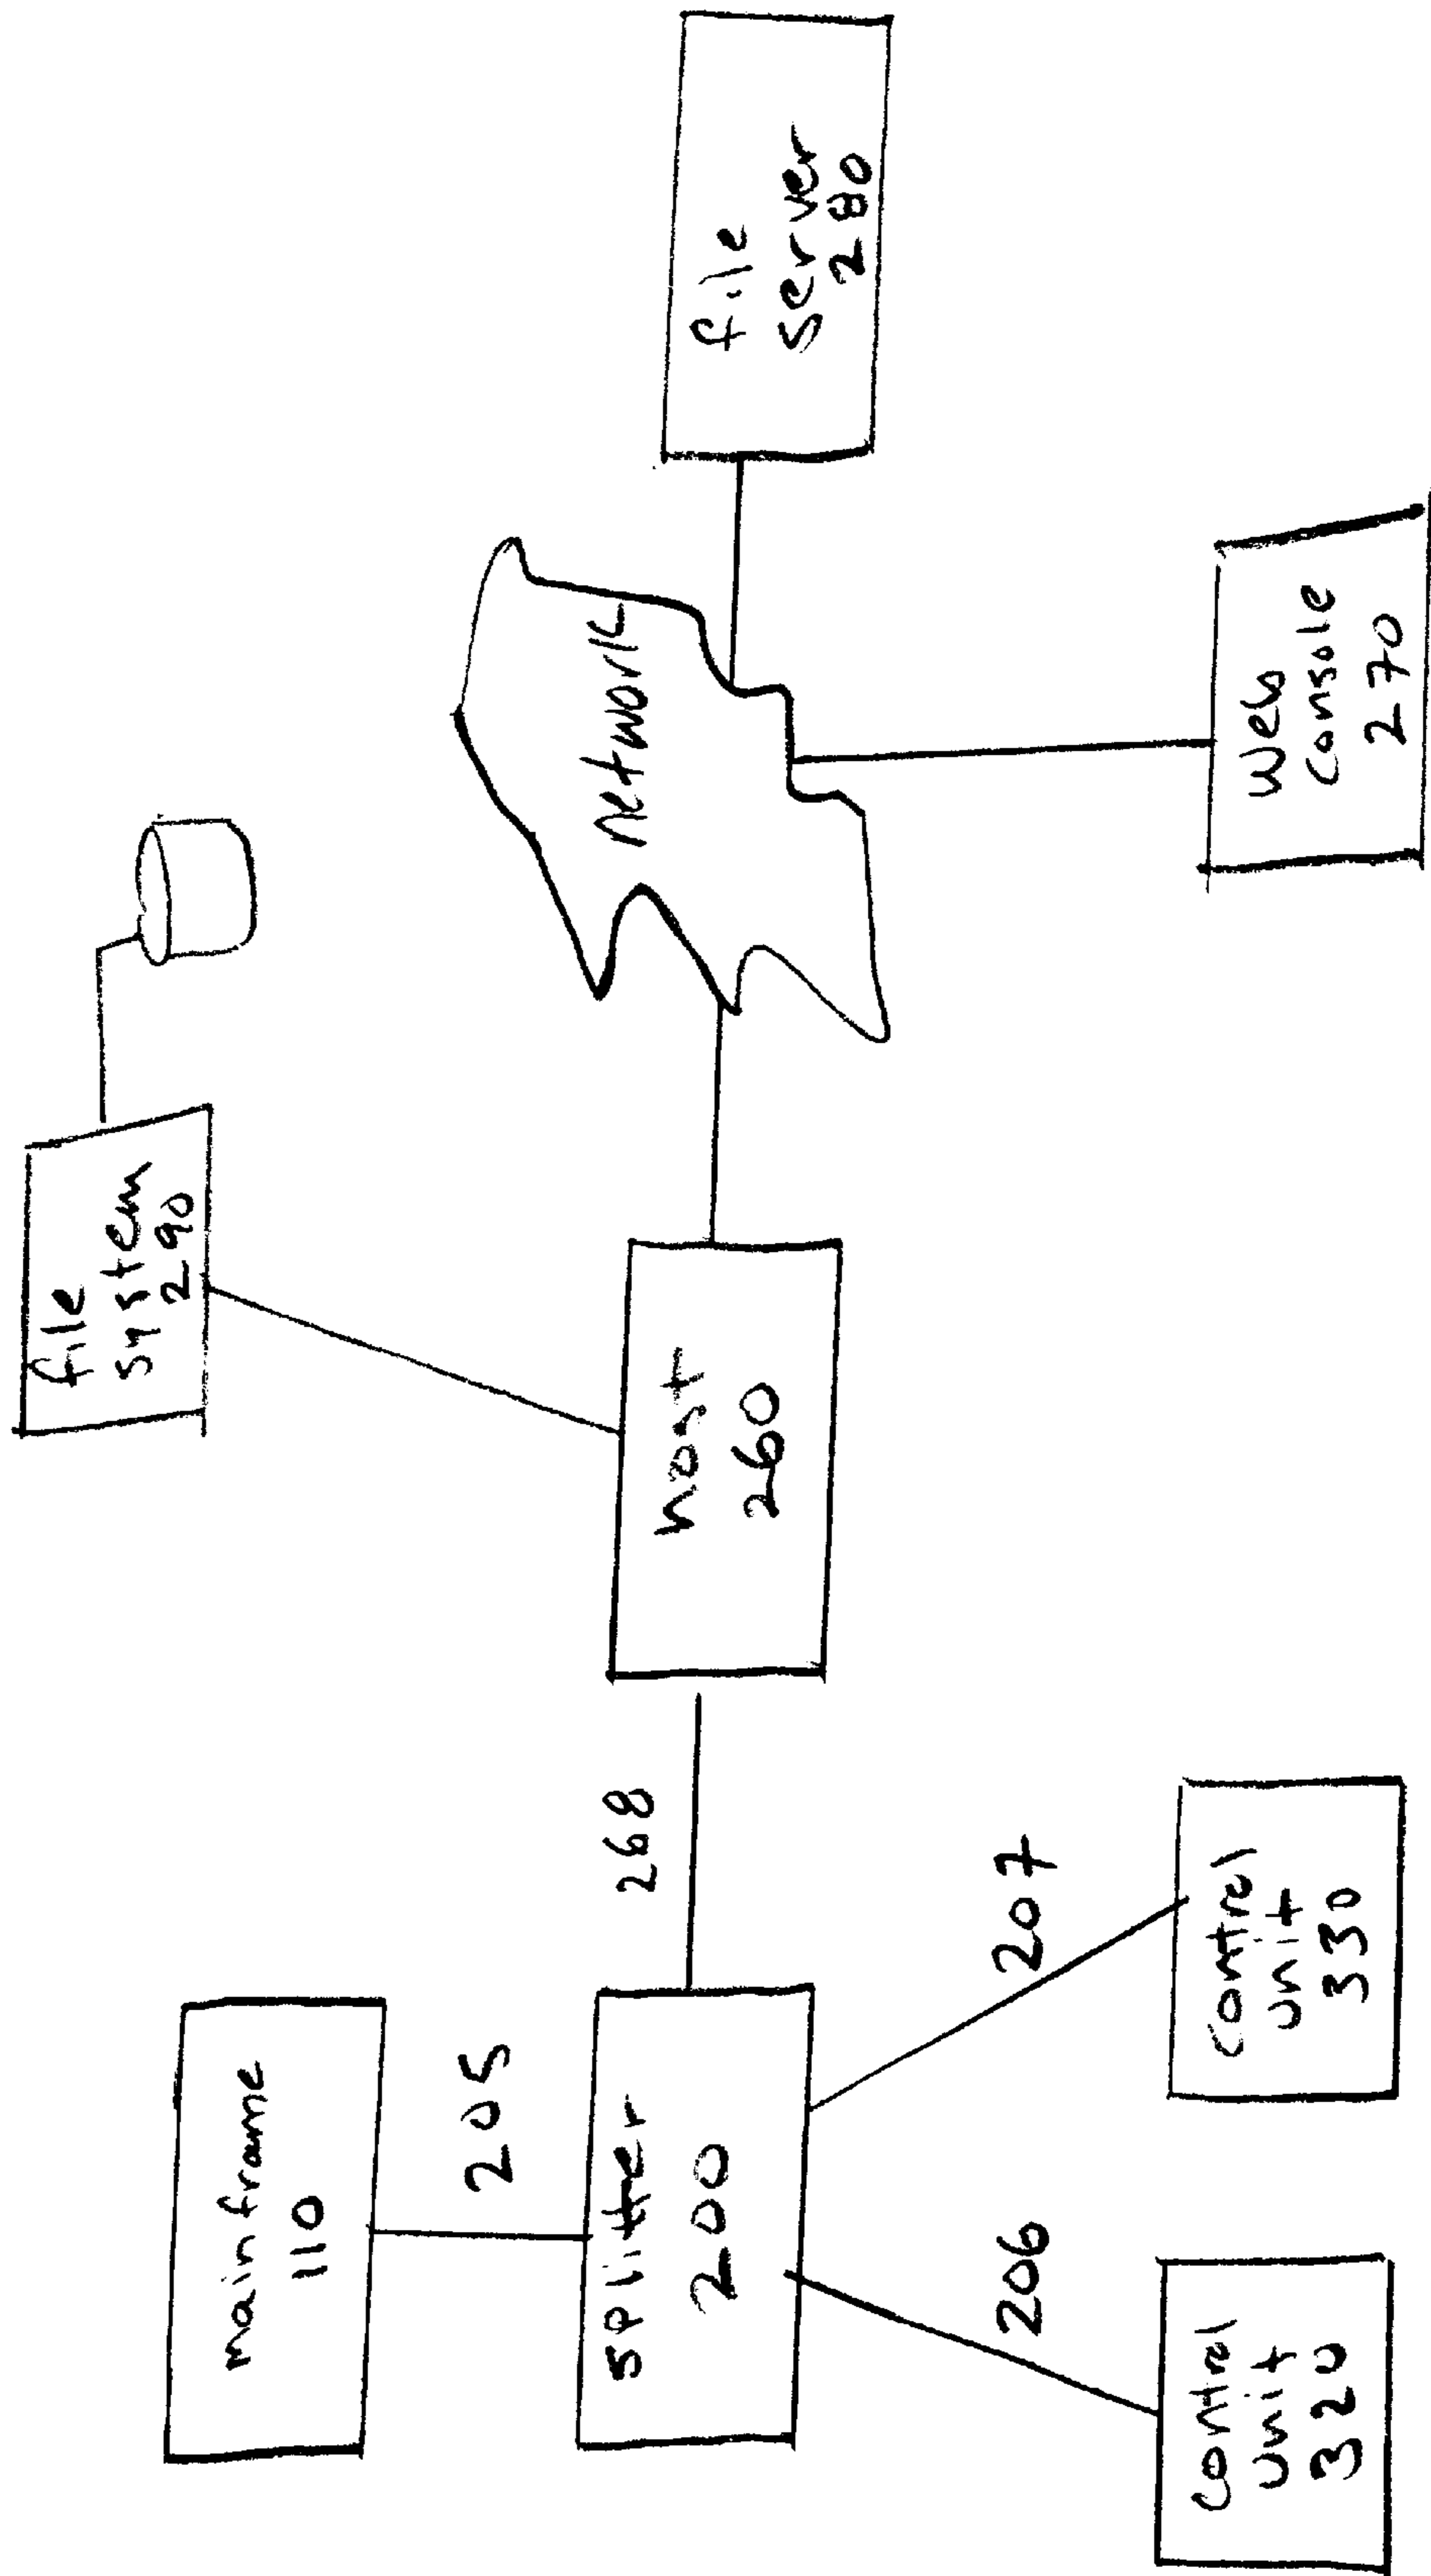 file
system
290
mainframe
110
205
268
network
file
server
280
splitter
200
host
260
206
207
control
unit
320
control
unit
330
Web
console
270